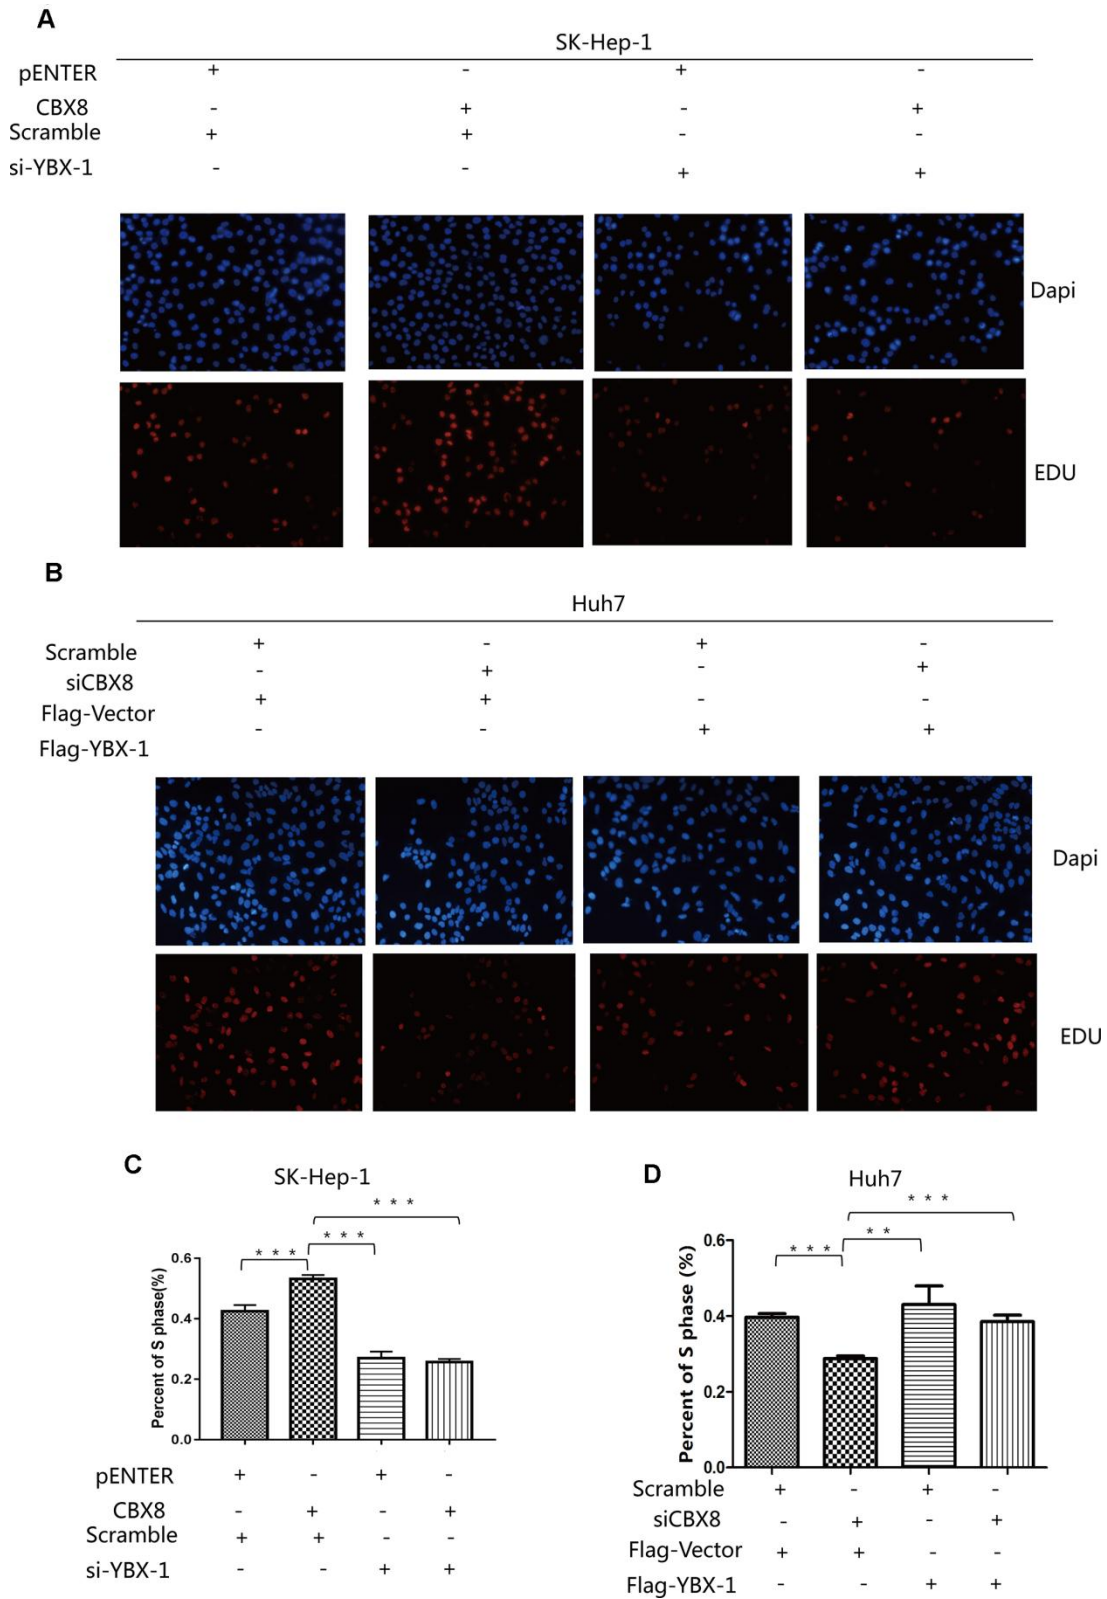 A
SK-Hep-1
pENTER + - + -
CBX8 - + - +
Scramble + + - -
si-YBX-1 - - + +
Dapi
EDU
B
Huh7
Scramble + - + -
siCBX8 - + - +
Flag-Vector + + - -
Flag-YBX-1 - - + +
Dapi
EDU
C
SK-Hep-1
* * *
* * *
* * *
Percent of S phase(%)
0.6
0.4
0.2
0.0
pENTER + - + -
CBX8 - + - +
Scramble + + - -
si-YBX-1 - - + +
D
Huh7
* * *
* *
* * *
Percent of S phase (%)
0.6
0.4
0.2
0.0
Scramble + - + -
siCBX8 - + - +
Flag-Vector + + - -
Flag-YBX-1 - - + +